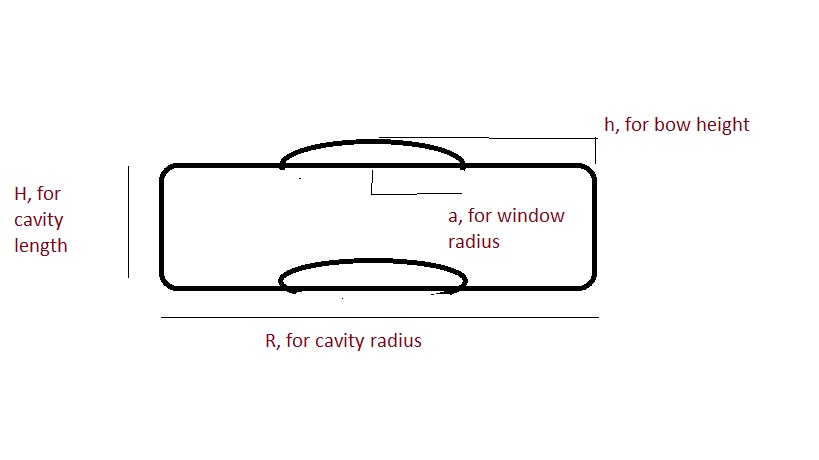 h, for bow height
H, for
cavity
length
a, for window
radius
R, for cavity radius